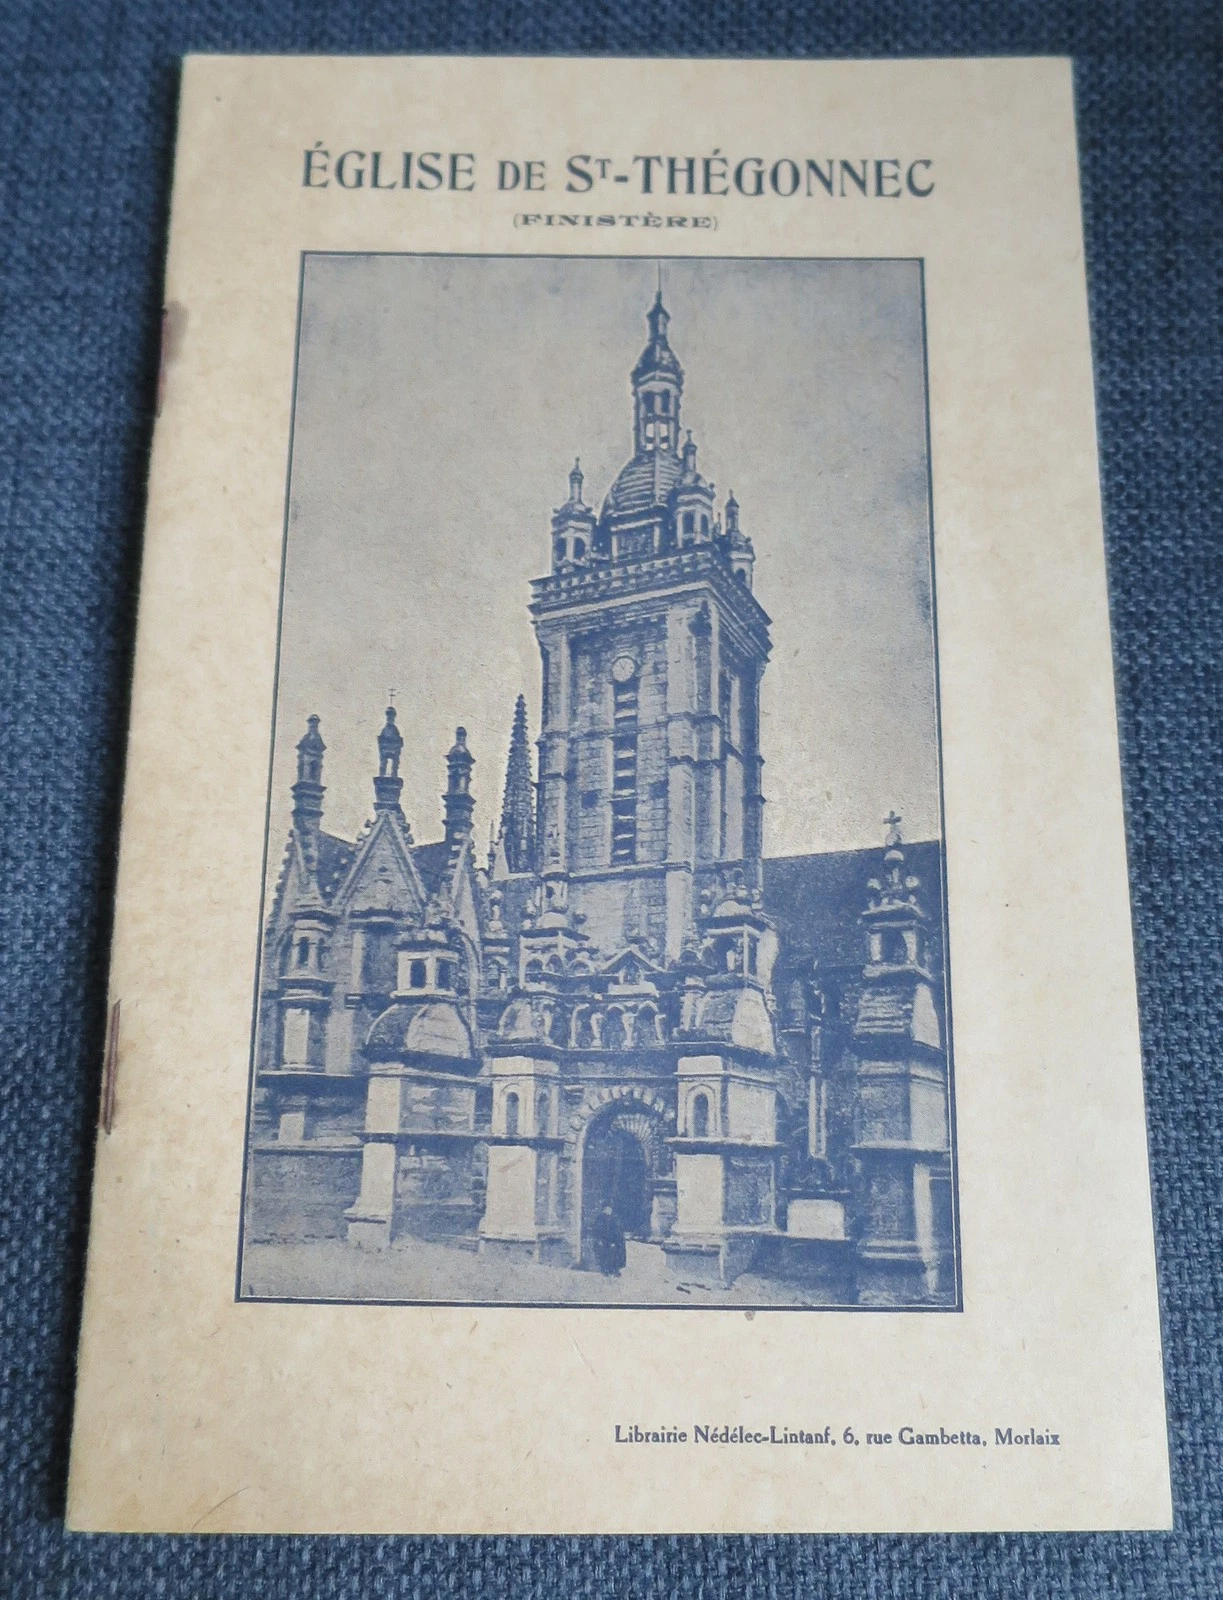 ÉGLISE DE ST-THÉGONNEC
(FINISTÈRE)
Librairie Nédélec-Lintanf, 6, rue Gambetta, Morlaix